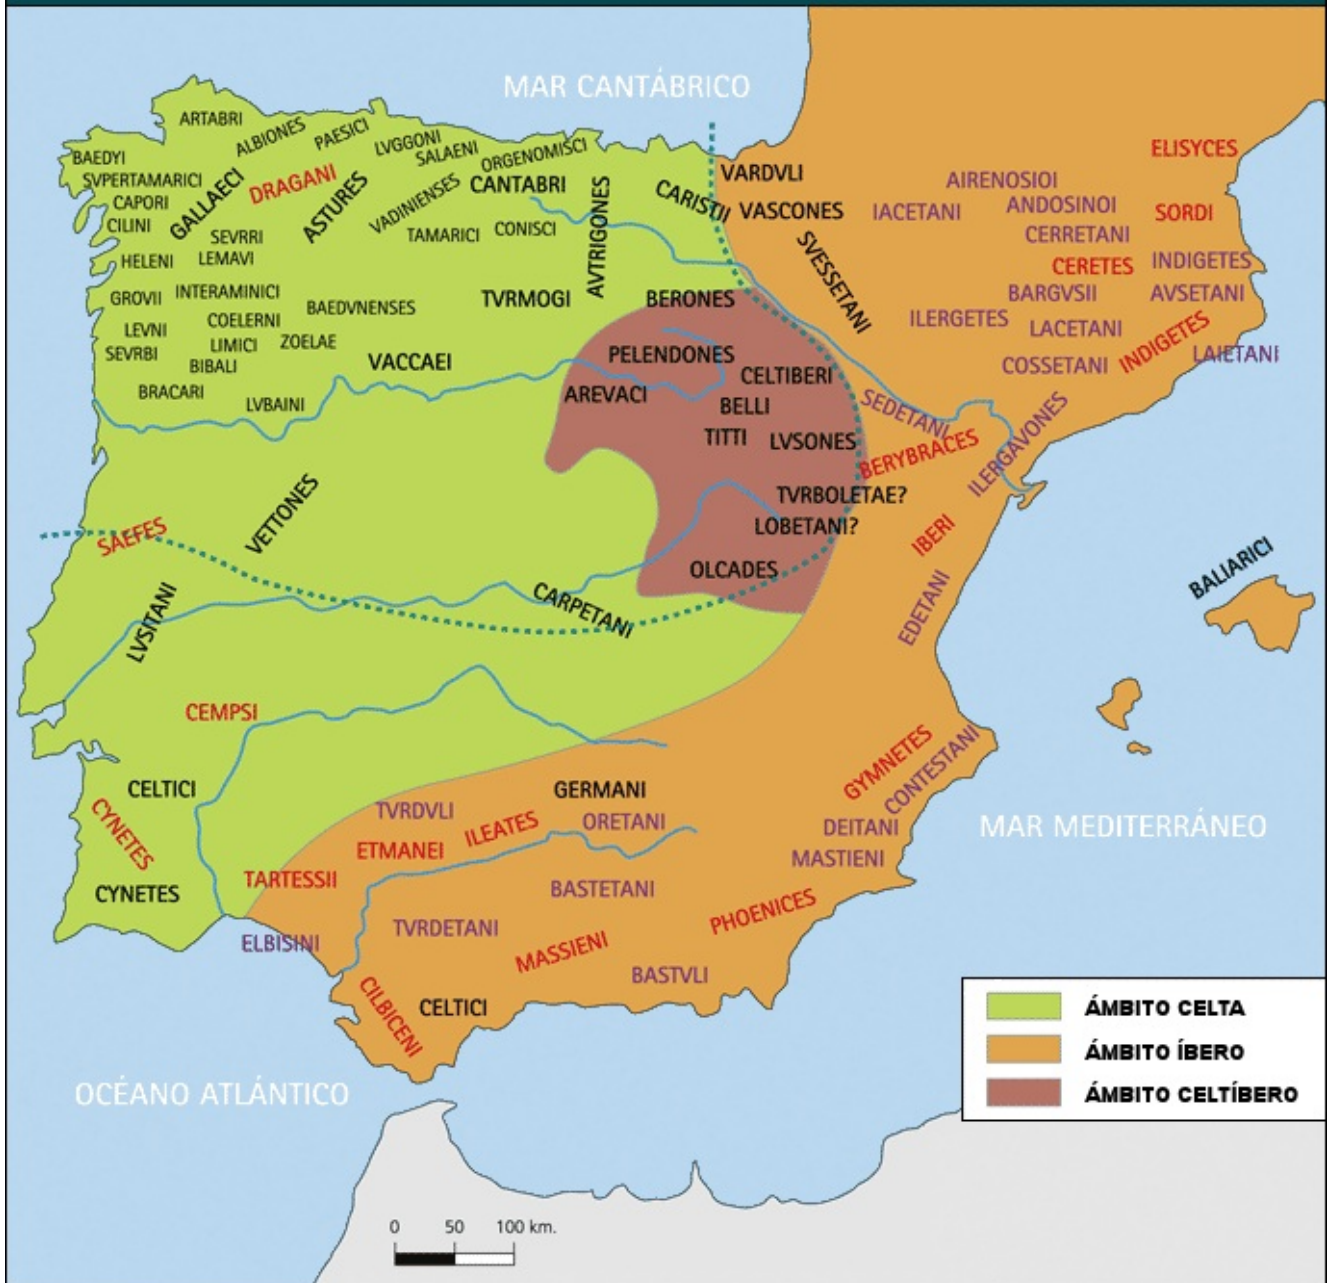 MAR CANTÁBRICO
ARTABRI
ALBIONES
PAESICI
LVGGONI
SALAENI
ORGENOMISCI
BAEDYI
SVPERTAMARICI
GALLAECI
DRAGANI
ASTURES
VADINIENSES
CANTABRI
CAPORI
CILINI
SEVRRI
TAMARICI
CONISCI
AVTRIGONES
CARISTII
VARDVLI
VASCONES
SVESSETANI
HELENI
LEMAVI
GROVII
INTERAMINICI
BAEDVNENSES
TVRMOGI
BERONES
LEVNI
COELERNI
SEVRBI
LIMICI
ZOELAE
BIBALI
VACCAEI
BRACARI
LVBAINI
IACETANI
AIRENOSIOI
ANDOSINOI
CERRETANI
CERETES
BARGVSII
ILERGETES
LACETANI
COSSETANI
ELISYCES
SORDI
INDIGETES
AVSETANI
INDIGETES
LAIETANI
PELENDONES
CELTIBERI
AREVACI
BELLI
TITTI
LVSONES
SEDETANI
BERYBRACES
ILERGAVONES
TVRBOLETAE?
LOBETANI?
OLCADES
IBERI
EDETANI
BALIARICI
SAEFES
VETTONES
LVSITANI
CARPETANI
CEMPSI
CELTICI
CYNETES
CYNETES
TARTESSII
ELBISINI
TVRDVLI
ETMANEI
ILEATES
GERMANI
ORETANI
BASTETANI
TVRDETANI
MASSIENI
PHOENICES
BASTVLI
CILBICENI
CELTICI
GYMNETES
CONTESTANI
DEITANI
MASTIENI
MAR MEDITERRÁNEO
OCÉANO ATLÁNTICO
ÁMBITO CELTA
ÁMBITO ÍBERO
ÁMBITO CELTÍBERO
0 50 100 km.